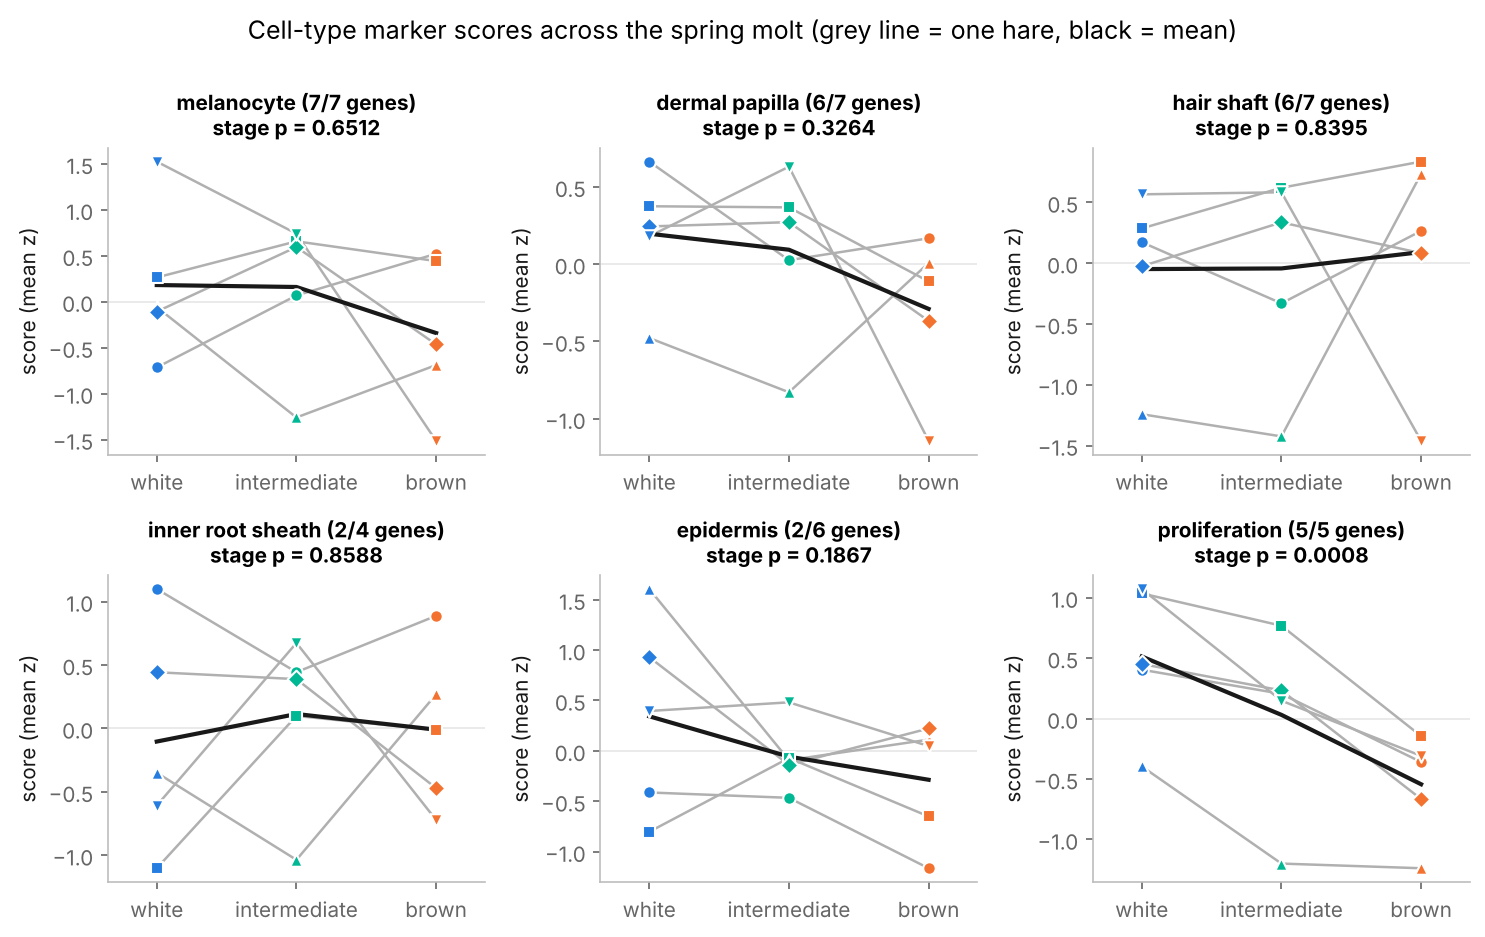 Cell-type marker scores across the spring molt (grey line = one hare, black = mean)
melanocyte (7/7 genes)
stage p = 0.6512
score (mean z)
1.5
1.0
0.5
0.0
−0.5
−1.0
−1.5
white
intermediate
brown
dermal papilla (6/7 genes)
stage p = 0.3264
score (mean z)
0.5
0.0
−0.5
−1.0
white
intermediate
brown
hair shaft (6/7 genes)
stage p = 0.8395
score (mean z)
0.5
0.0
−0.5
−1.0
−1.5
white
intermediate
brown
inner root sheath (2/4 genes)
stage p = 0.8588
score (mean z)
1.0
0.5
0.0
−0.5
−1.0
white
intermediate
brown
epidermis (2/6 genes)
stage p = 0.1867
score (mean z)
1.5
1.0
0.5
0.0
−0.5
−1.0
white
intermediate
brown
proliferation (5/5 genes)
stage p = 0.0008
score (mean z)
1.0
0.5
0.0
−0.5
−1.0
white
intermediate
brown